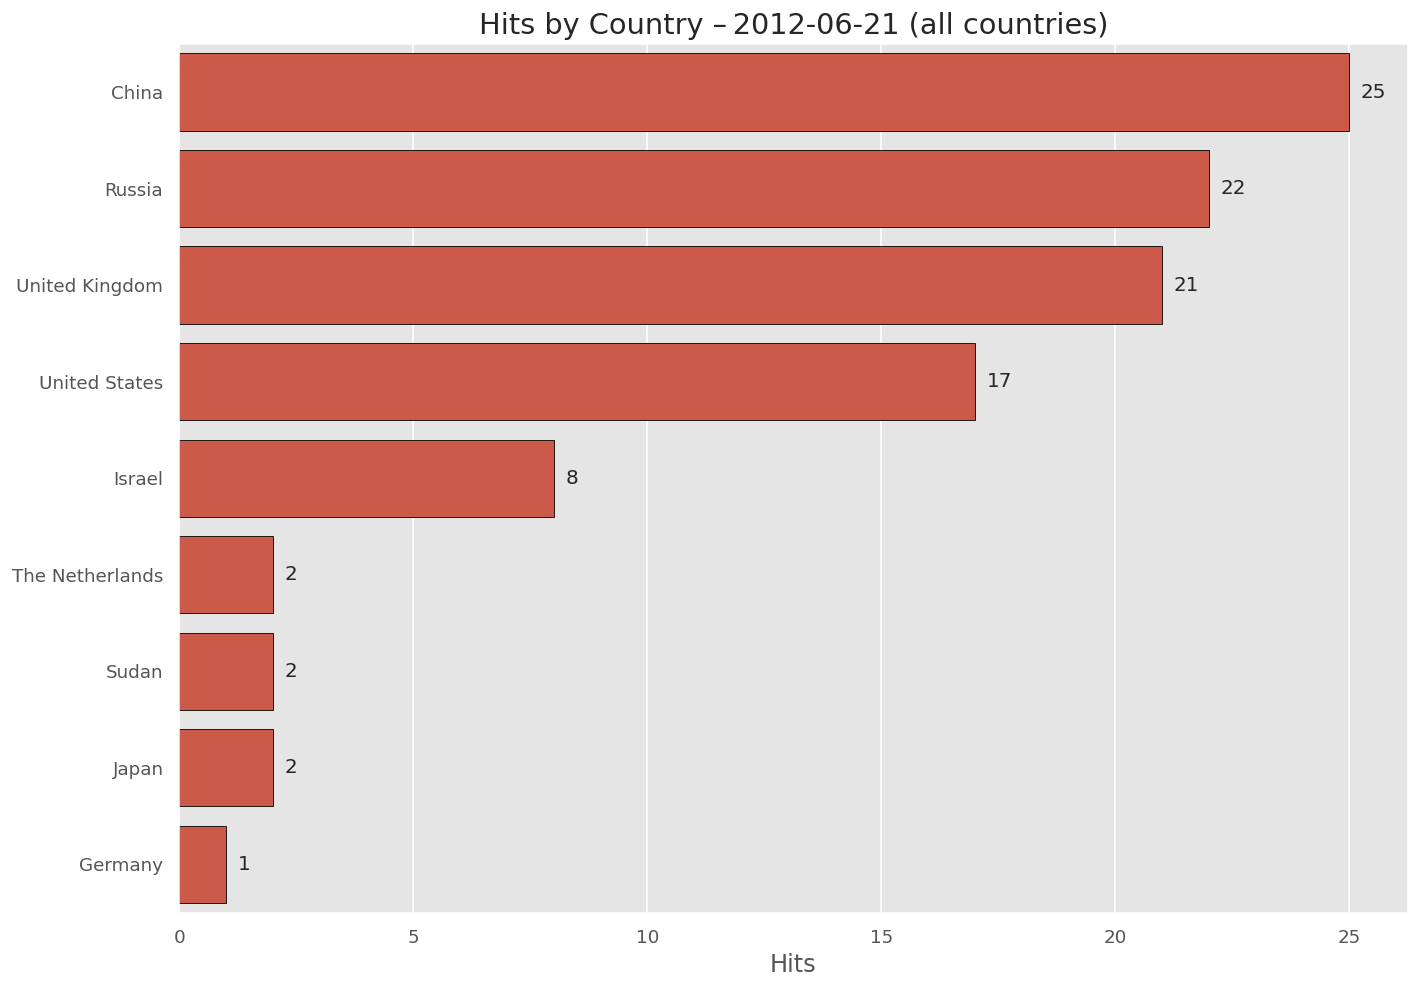 Hits by Country – 2012-06-21 (all countries)
China 25
Russia 22
United Kingdom 21
United States 17
Israel 8
The Netherlands 2
Sudan 2
Japan 2
Germany 1
0 5 10 15 20 25
Hits